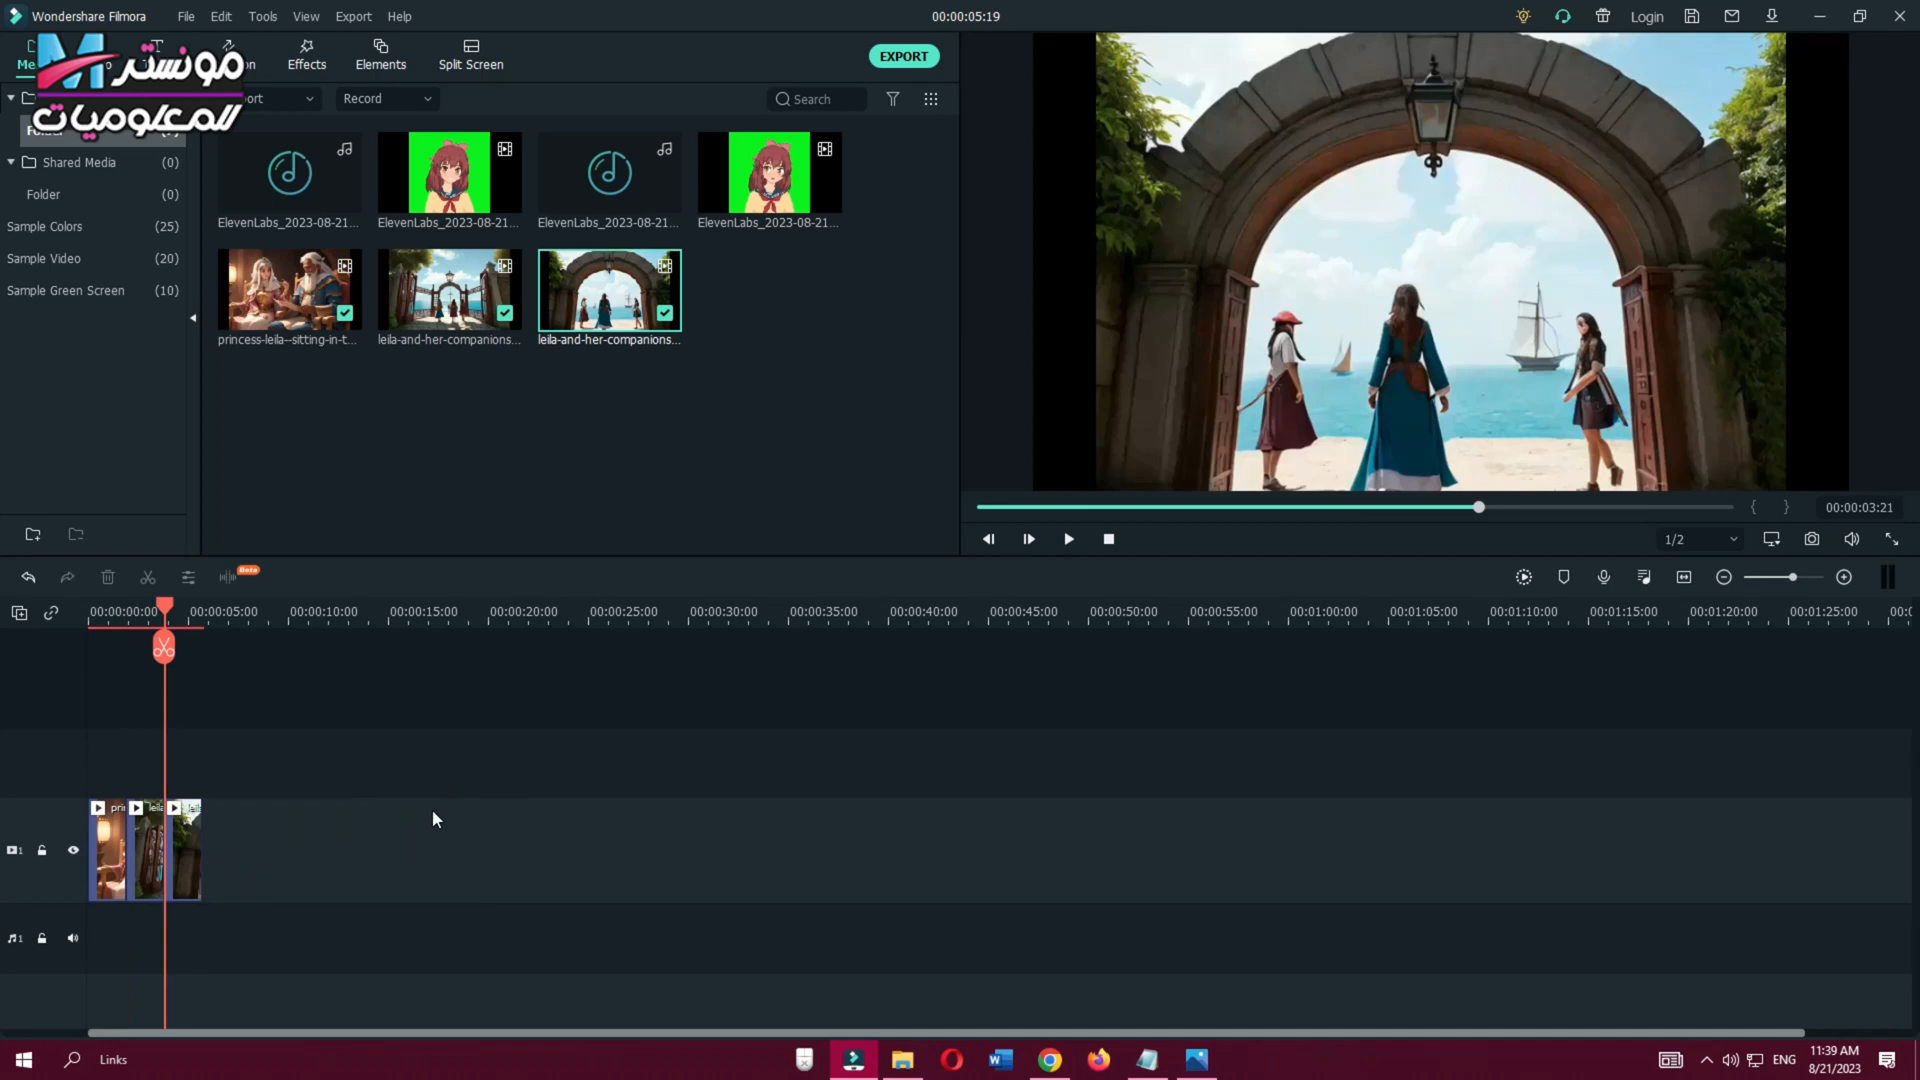 Wondershare Filmora File Edit Tools View Export Help 00:00:05:19 Login
Effects Elements Split Screen EXPORT
مونستر
للمعلوميات
Record Search
Shared Media (0)
Folder (0)
Sample Colors (25)
Sample Video (20)
Sample Green Screen (10)
ElevenLabs_2023-08-21... ElevenLabs_2023-08-21... ElevenLabs_2023-08-21... ElevenLabs_2023-08-21...
princess-leila--sitting-in-t... leila-and-her-companions... leila-and-her-companions...
00:00:03:21
1/2
Beta
00:00:00:00 00:00:05:00 00:00:10:00 00:00:15:00 00:00:20:00 00:00:25:00 00:00:30:00 00:00:35:00 00:00:40:00 00:00:45:00 00:00:50:00 00:00:55:00 00:01:00:00 00:01:05:00 00:01:10:00 00:01:15:00 00:01:20:00 00:01:25:00
1
1
Links ENG 11:39 AM
8/21/2023